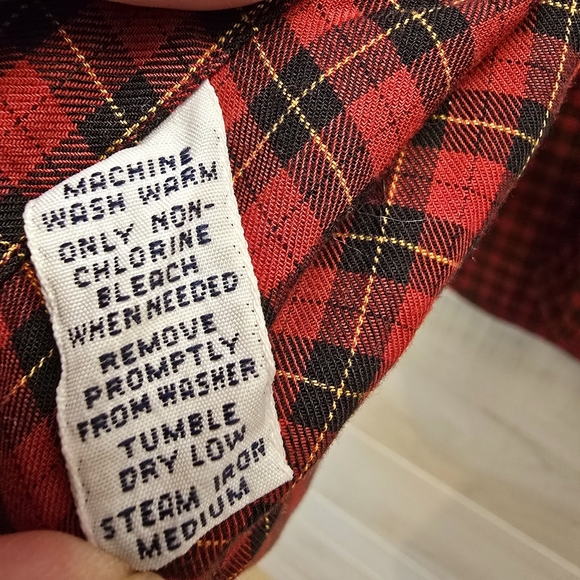 MACHINE
WASH WARM
ONLY NON-
CHLORINE
BLEACH
WHEN NEEDED
REMOVE
PROMPTLY
FROM WASHER
TUMBLE
DRY LOW
STEAM IRON
MEDIUM